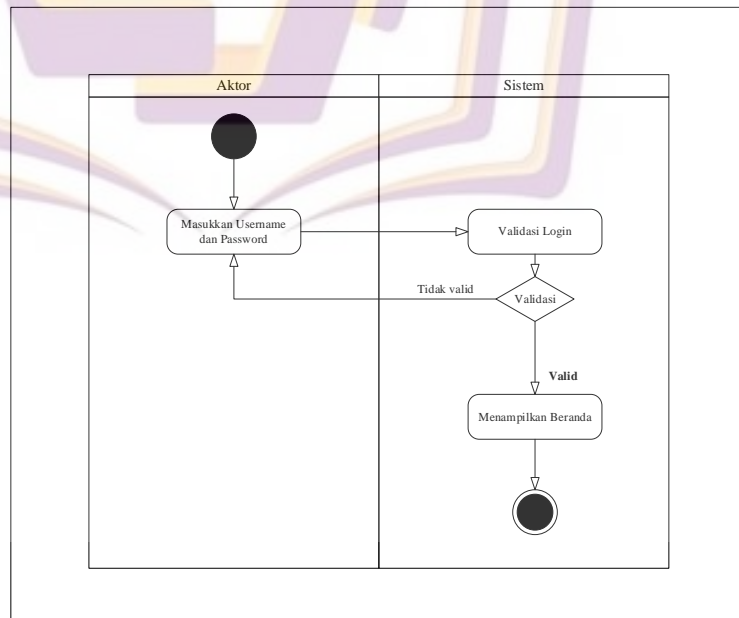 Aktor
Sistem
Masukkan Username
dan Password
Validasi Login
Tidak valid
Validasi
Valid
Menampilkan Beranda